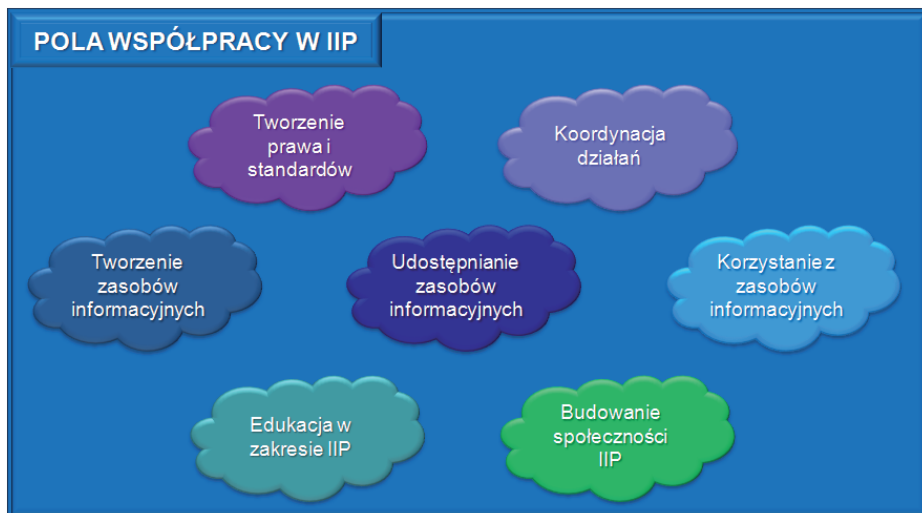 POLA WSPÓŁPRACY W IIP
Tworzenie
prawa i
standardów
Koordynacja
działań
Tworzenie
zasobów
informacyjnych
Udostępnianie
zasobów
informacyjnych
Korzystanie z
zasobów
informacyjnych
Edukacja w
zakresie IIP
Budowanie
społeczności
IIP